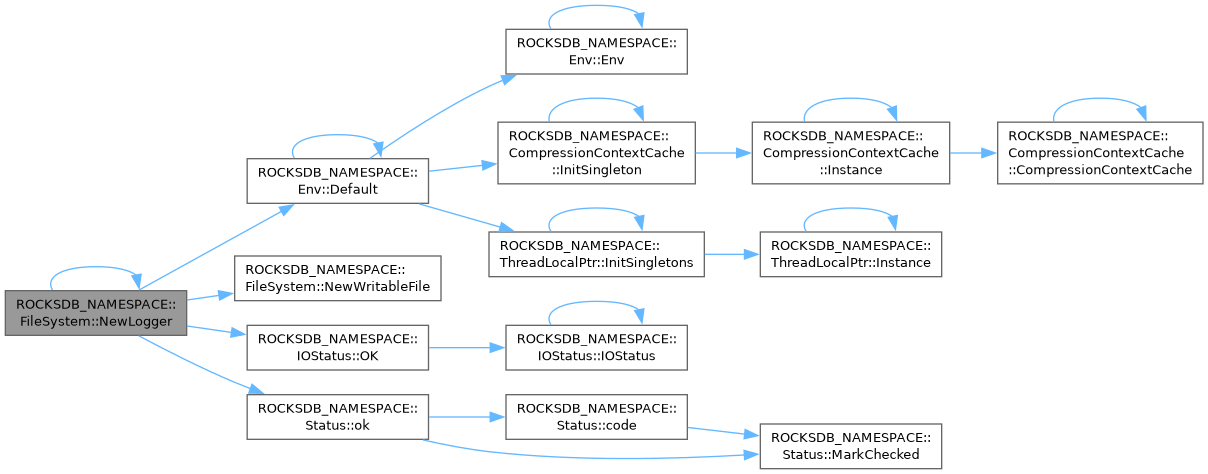 ROCKSDB_NAMESPACE::
FileSystem::NewLogger
ROCKSDB_NAMESPACE::
Env::Default
ROCKSDB_NAMESPACE::
Env::Env
ROCKSDB_NAMESPACE::
CompressionContextCache
::InitSingleton
ROCKSDB_NAMESPACE::
CompressionContextCache
::Instance
ROCKSDB_NAMESPACE::
CompressionContextCache
::CompressionContextCache
ROCKSDB_NAMESPACE::
ThreadLocalPtr::InitSingletons
ROCKSDB_NAMESPACE::
ThreadLocalPtr::Instance
ROCKSDB_NAMESPACE::
FileSystem::NewWritableFile
ROCKSDB_NAMESPACE::
IOStatus::OK
ROCKSDB_NAMESPACE::
IOStatus::IOStatus
ROCKSDB_NAMESPACE::
Status::ok
ROCKSDB_NAMESPACE::
Status::code
ROCKSDB_NAMESPACE::
Status::MarkChecked